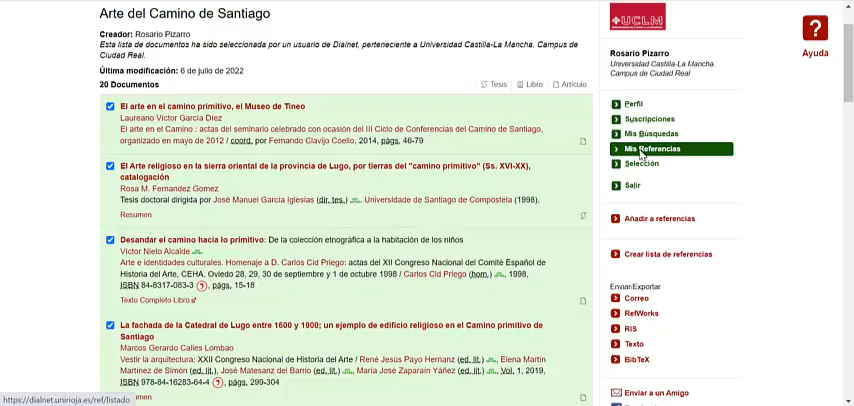 Arte del Camino de Santiago
Creador: Rosario Pizarro
Esta lista de documentos ha sido seleccionada por un usuario de Dialnet, perteneciente a Universidad Castilla-La Mancha. Campus de
Ciudad Real.
Última modificación: 6 de julio de 2022
20 Documentos
Tesis
Libro
Artículo
El arte en el camino primitivo, el Museo de Tineo
Laureano Víctor García Díez
El arte en el Camino : actas del seminario celebrado con ocasión del III Ciclo de Conferencias del Camino de Santiago,
organizado en mayo de 2012 / coord. por Fernando Clavijo Coello, 2014, págs. 46-79
El Arte religioso en la sierra oriental de la provincia de Lugo, por tierras del "camino primitivo" (Ss. XVI-XX),
catalogación
Rosa M. Fernandez Gomez
Tesis doctoral dirigida por José Manuel García Iglesias (dir. tes.) Universidade de Santiago de Compostela (1998).
Resumen
Desandar el camino hacia lo primitivo: De la colección etnográfica a la habitación de los niños
Víctor Nieto Alcaide
Arte e identidades culturales. Homenaje a D. Carlos Cid Priego: actas del XII Congreso Nacional del Comité Español de
Historia del Arte, CEHA. Oviedo 28, 29, 30 de septiembre y 1 de octubre 1998 / Carlos Cid Priego (hom.) , 1998,
ISBN 84-8317-083-3 , págs. 15-18
Texto Completo Libro
La fachada de la Catedral de Lugo entre 1600 y 1900; un ejemplo de edificio religioso en el Camino primitivo de
Santiago
Marcos Gerardo Calles Lombao
Vestir la arquitectura: XXII Congreso Nacional de Historia del Arte / René Jesús Payo Hernanz (ed. lit.) , Elena Martín
Martínez de Simón (ed. lit.), José Matesanz del Barrio (ed. lit.) , María José Zaparaín Yáñez (ed. lit.) , Vol. 1, 2019,
ISBN 978-84-16283-64-4 , págs. 299-304
umen
https://dialnet.unirioja.es/ref/listado
UCLM
Rosario Pizarro
Universidad Castilla-La Mancha.
Campus de Ciudad Real
Perfil
Suscripciones
Mis Búsquedas
Mis Referencias
Selección
Salir
Añadir a referencias
Crear lista de referencias
Enviar/Exportar
Correo
RefWorks
RIS
Texto
BibTeX
Enviar a un Amigo
?
Ayuda